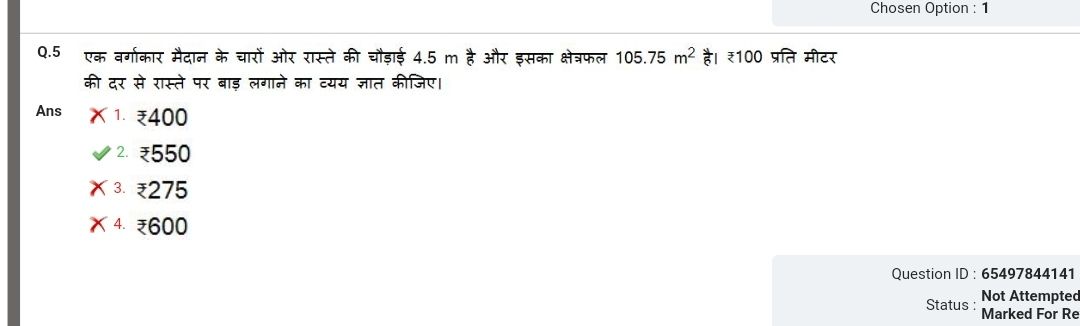 Chosen Option : 1
Q.5 एक वर्गाकार मैदान के चारों ओर रास्ते की चौड़ाई 4.5 m है और इसका क्षेत्रफल 105.75 m² है। ₹100 प्रति मीटर
की दर से रास्ते पर बाड़ लगाने का व्यय ज्ञात कीजिए।
Ans 1. ₹400
2. ₹550
3. ₹275
4. ₹600
Question ID : 65497844141
Status : Not Attempted
Marked For Re